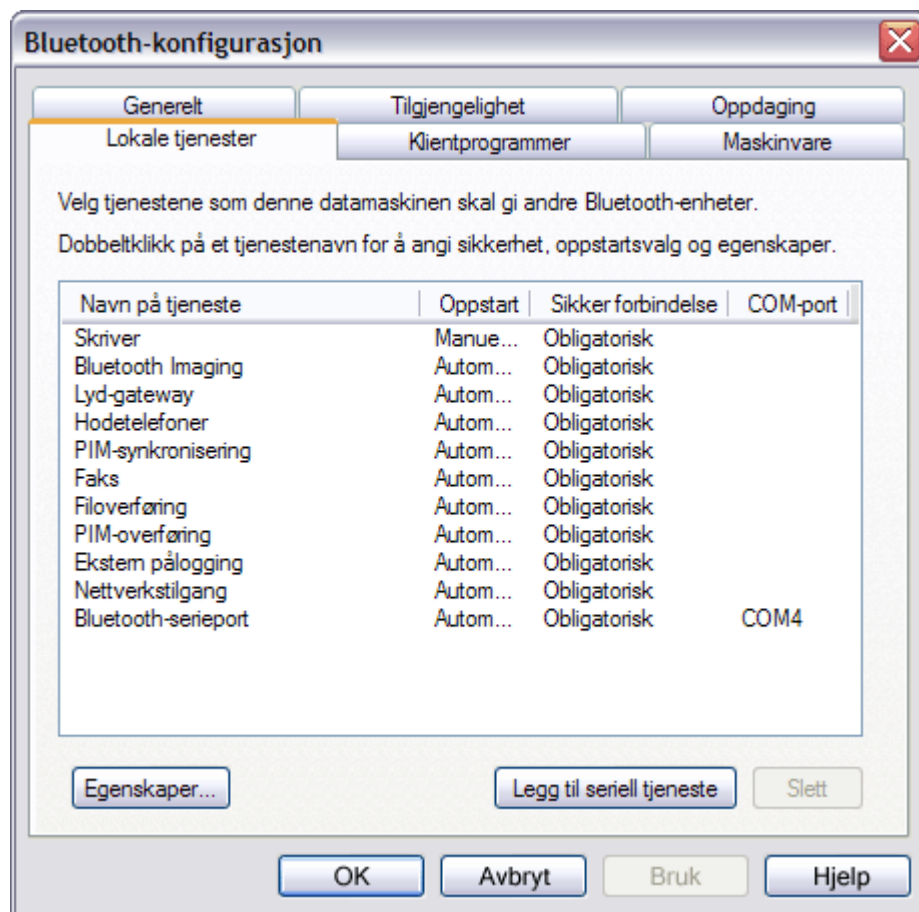 Bluetooth-konfigurasjon
Generelt Tilgjengelighet Oppdaging
Lokale tjenester Klientprogrammer Maskinvare
Velg tjenestene som denne datamaskinen skal gi andre Bluetooth-enheter.
Dobbeltklikk på et tjenestenavn for å angi sikkerhet, oppstartsvalg og egenskaper.
Navn på tjeneste Oppstart Sikker forbindelse COM-port
Skriver Manue... Obligatorisk
Bluetooth Imaging Autom... Obligatorisk
Lyd-gateway Autom... Obligatorisk
Hodetelefoner Autom... Obligatorisk
PIM-synkronisering Autom... Obligatorisk
Faks Autom... Obligatorisk
Filoverføring Autom... Obligatorisk
PIM-overføring Autom... Obligatorisk
Ekstern pålogging Autom... Obligatorisk
Nettverkstilgang Autom... Obligatorisk
Bluetooth-serieport Autom... Obligatorisk COM4
Egenskaper... Legg til seriell tjeneste Slett
OK Avbryt Bruk Hjelp